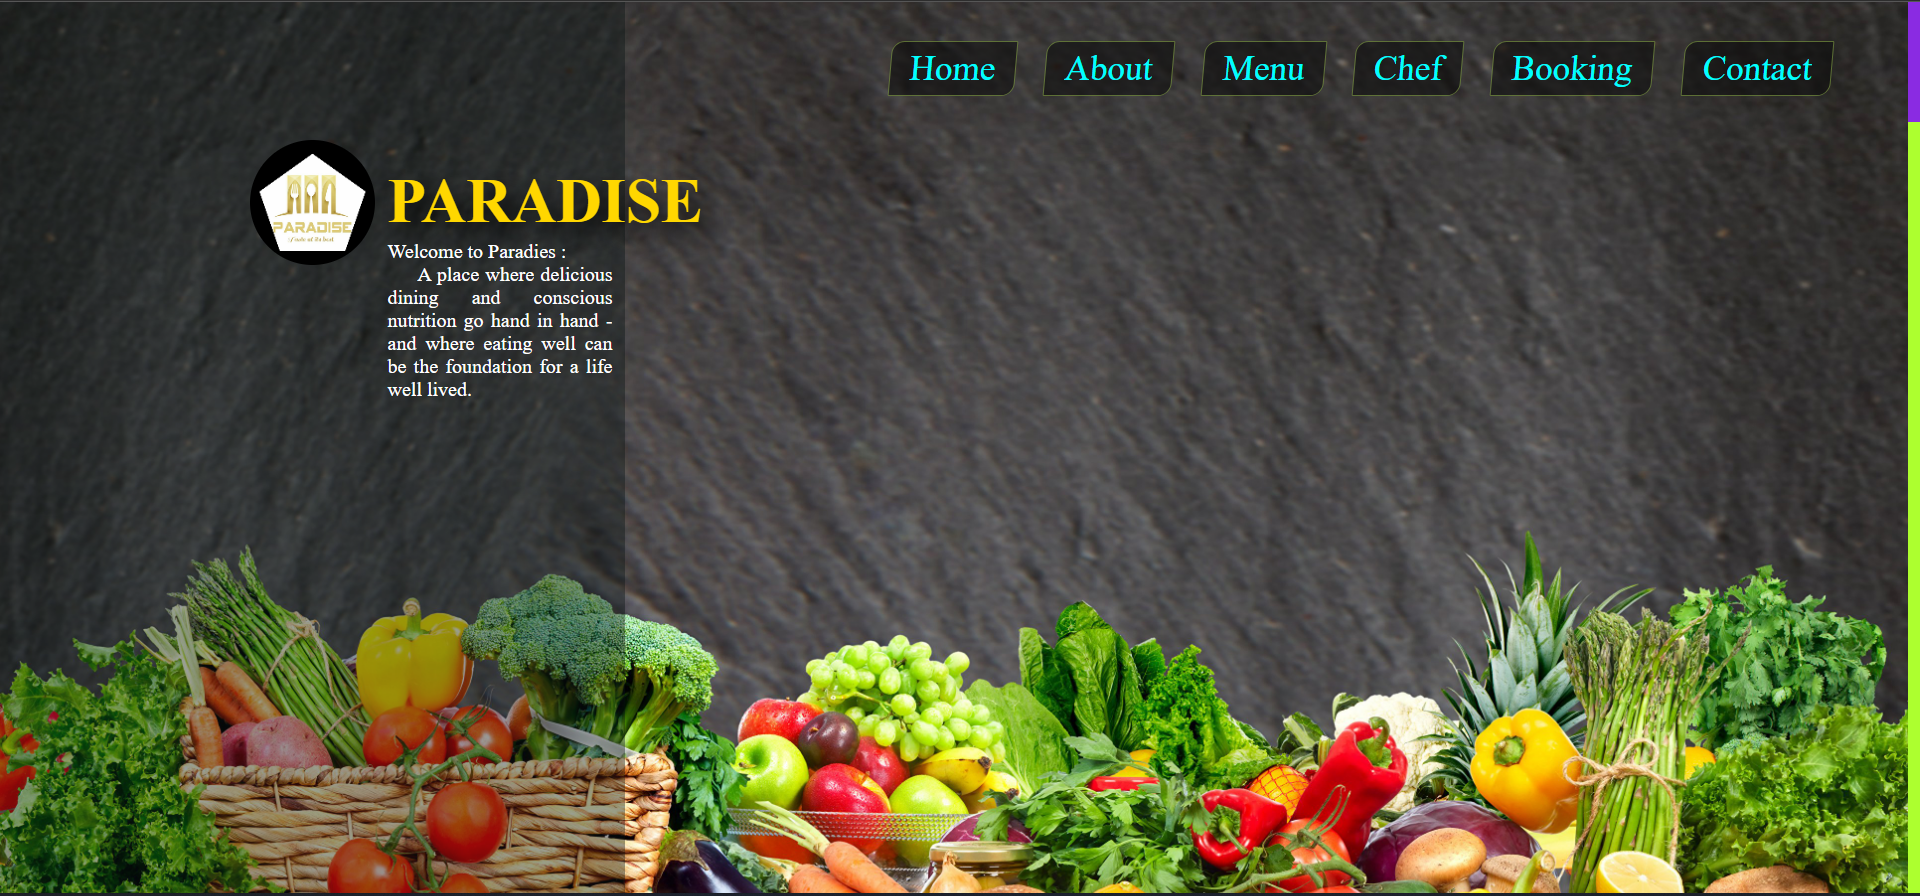 Home About Menu Chef Booking Contact
PARADISE
PARADISE
Welcome to Paradies :
A place where delicious
dining and conscious
nutrition go hand in hand -
and where eating well can
be the foundation for a life
well lived.